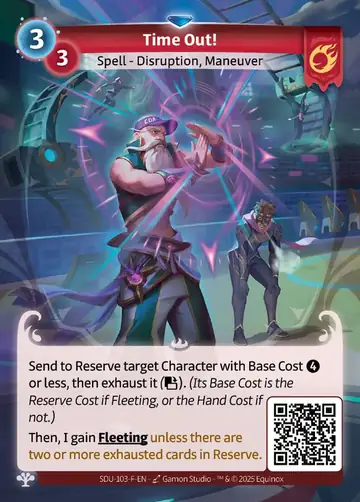 3
3
Time Out!
Spell - Disruption, Maneuver
COA
Send to Reserve target Character with Base Cost 4
or less, then exhaust it (). (Its Base Cost is the
Reserve Cost if Fleeting, or the Hand Cost if
not.)
Then, I gain Fleeting unless there are
two or more exhausted cards in Reserve.
SDU-103-F-EN - Gamon Studio - ™ & © 2025 Equinox